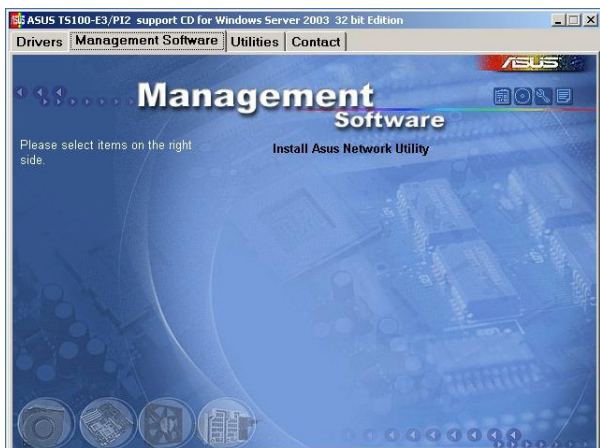 ASUS TS100-E3/PI2 support CD for Windows Server 2003 32 bit Edition
Drivers Management Software Utilities Contact
ASUS
Management
Software
Please select items on the right
side.
Install Asus Network Utility